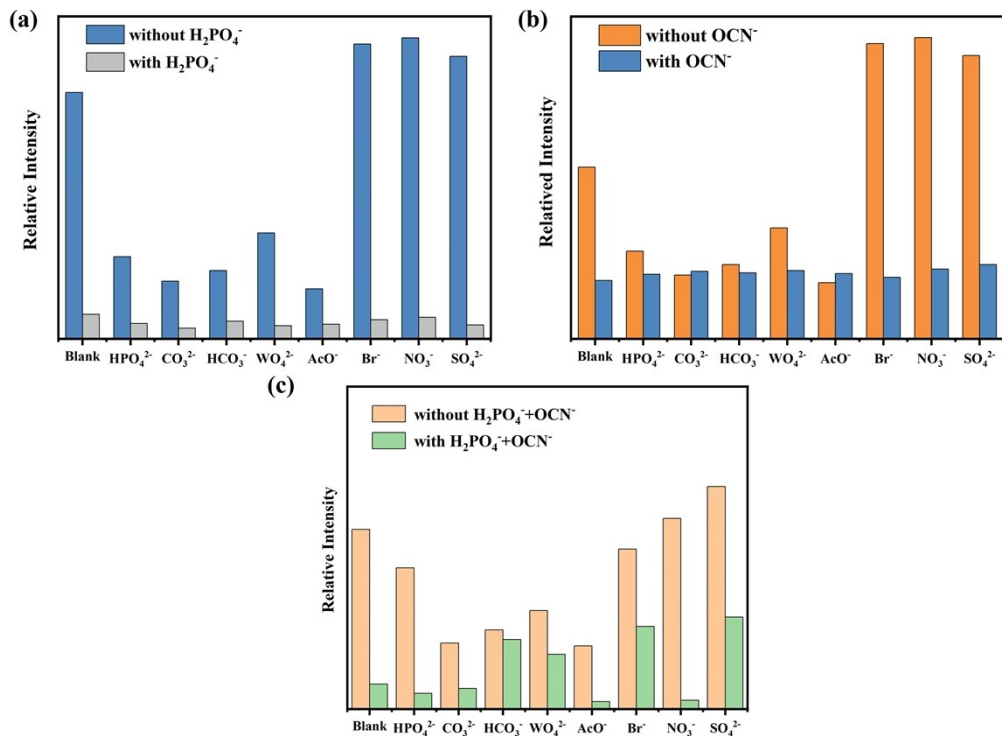 (a)
without H₂PO₄⁻
with H₂PO₄⁻
Relative Intensity
Blank HPO₄²⁻ CO₃²⁻ HCO₃⁻ WO₄²⁻ AcO⁻ Br⁻ NO₃⁻ SO₄²⁻
(b)
without OCN⁻
with OCN⁻
Relatived Intensity
Blank HPO₄²⁻ CO₃²⁻ HCO₃⁻ WO₄²⁻ AcO⁻ Br⁻ NO₃⁻ SO₄²⁻
(c)
without H₂PO₄⁻+OCN⁻
with H₂PO₄⁻+OCN⁻
Relative Intensity
Blank HPO₄²⁻ CO₃²⁻ HCO₃⁻ WO₄²⁻ AcO⁻ Br⁻ NO₃⁻ SO₄²⁻